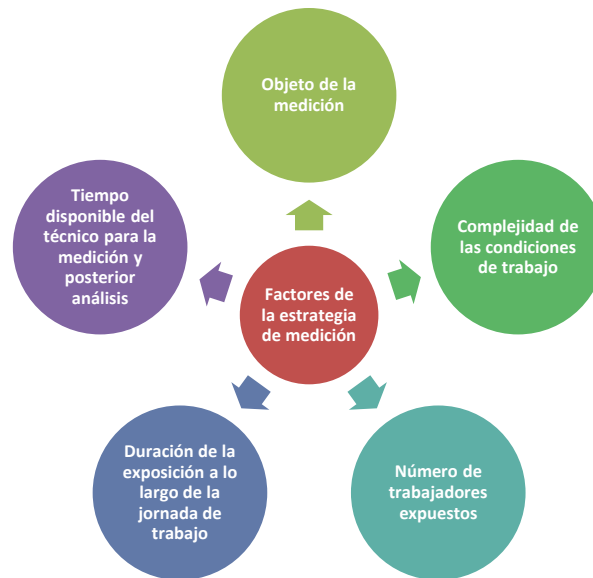 Objeto de la
medición
Tiempo
disponible del
técnico para la
medición y
posterior
análisis
Complejidad de
las condiciones
de trabajo
Factores de
la estrategia
de medición
Duración de la
exposición a lo
largo de la
jornada de
trabajo
Número de
trabajadores
expuestos